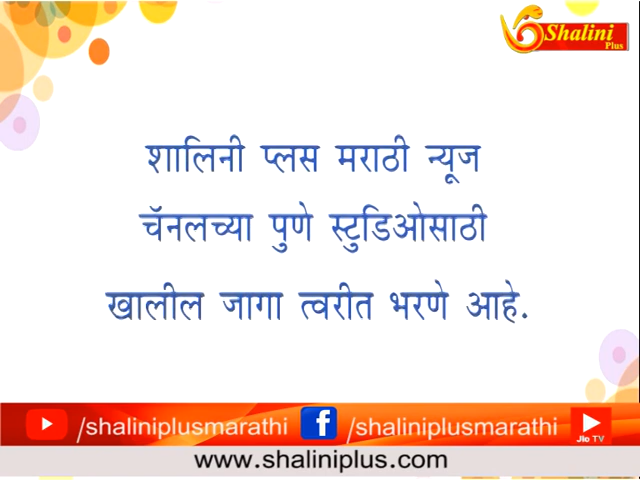 Shalini
Plus
शालिनी प्लस मराठी न्यूज
चॅनलच्या पुणे स्टुडिओसाठी
खालील जागा त्वरीत भरणे आहे.
/shaliniplusmarathi f /shaliniplusmarathi
Jio TV
www.shaliniplus.com